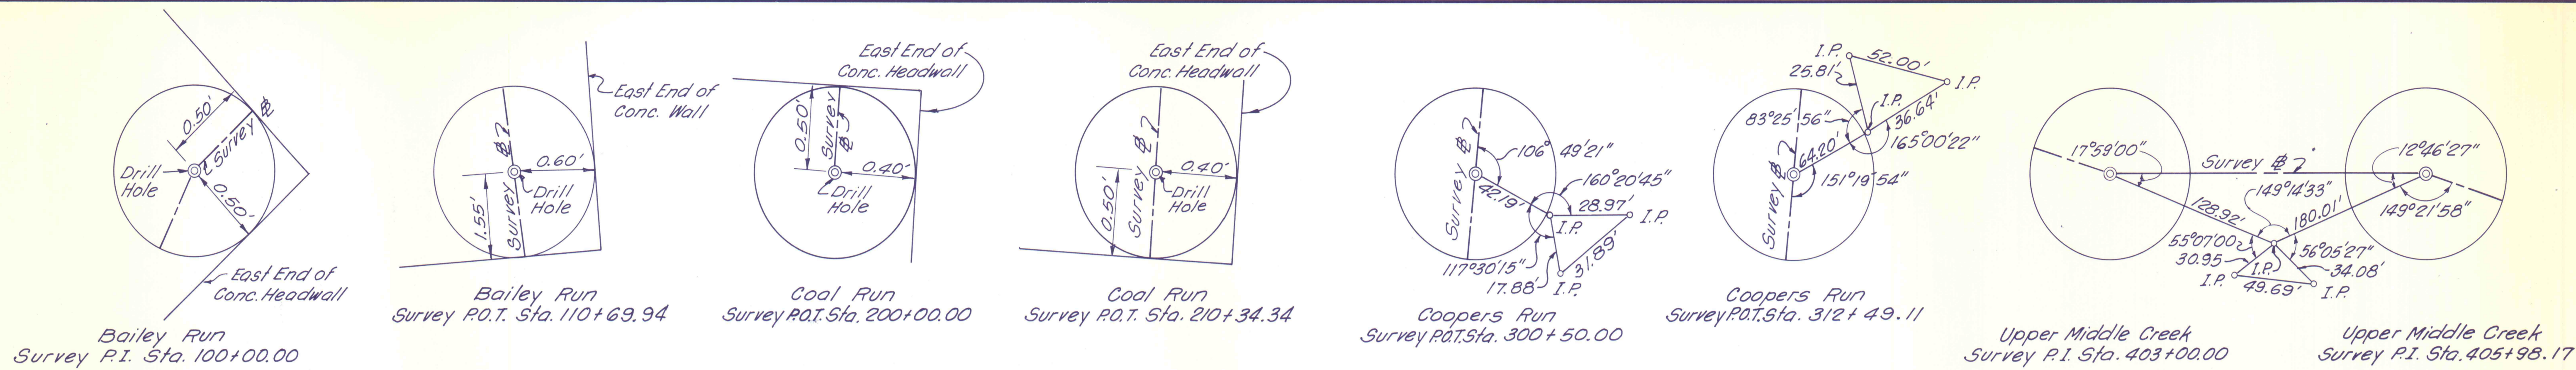 0.50'
Survey ⅊
Drill
Hole
0.50'
East End of
Conc. Headwall
Bailey Run
Survey P.I. Sta. 100+00.00
East End of
Conc. Wall
Survey ⅊
0.60'
1.55'
Drill
Hole
Bailey Run
Survey P.O.T. Sta. 110+69.94
East End of
Conc. Headwall
0.50'
Survey ⅊
0.40'
Drill
Hole
Coal Run
Survey P.O.T. Sta. 200+00.00
East End of
Conc. Headwall
Survey ⅊
0.40'
0.50'
Drill
Hole
Coal Run
Survey P.O.T. Sta. 210+34.34
Survey ⅊
106° 49'21"
42.19'
160°20'45"
28.97'
I.P.
I.P.
117°30'15"
17.88'
31.89'
I.P.
Coopers Run
Survey P.O.T. Sta. 300+50.00
I.P.
52.00'
25.81'
I.P.
I.P.
36.64'
83°25'56"
165°00'22"
64.20'
151°19'54"
Survey ⅊
Coopers Run
Survey P.O.T. Sta. 312+49.11
17°59'00"
Survey ⅊
12°46'27"
149°14'33"
128.92'
180.01'
149°21'58"
55°07'00"
30.95
56°05'27"
34.08'
I.P.
I.P.
49.69'
I.P.
Upper Middle Creek
Survey P.I. Sta. 403+00.00
Upper Middle Creek
Survey P.I. Sta. 405+98.17